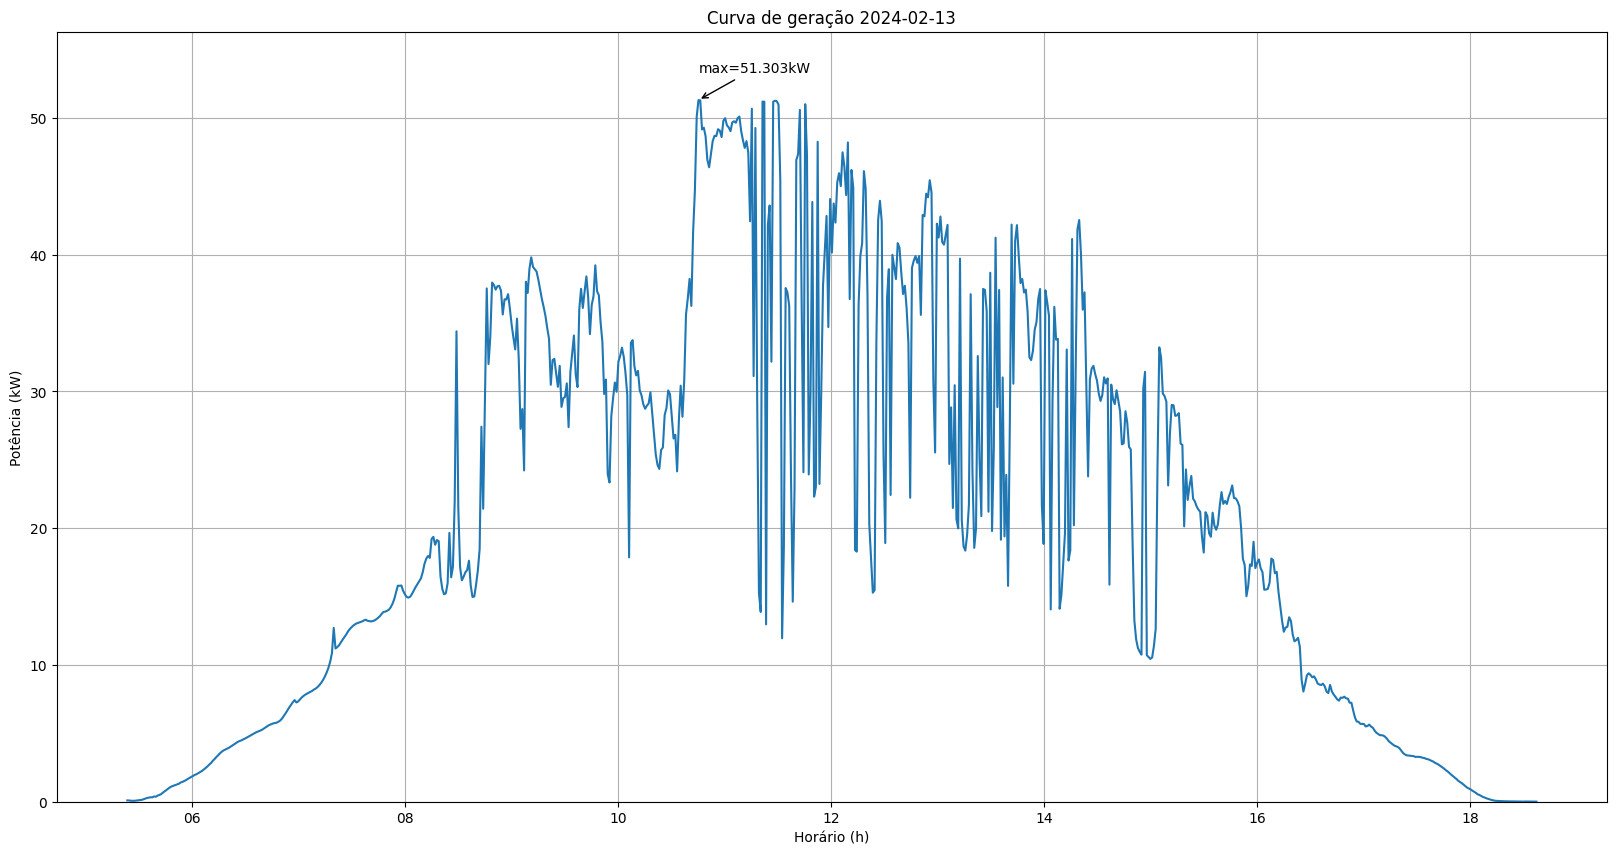 Curva de geração 2024-02-13
max=51.303kW
Potência (kW)
50
40
30
20
10
0
06 08 10 12 14 16 18
Horário (h)